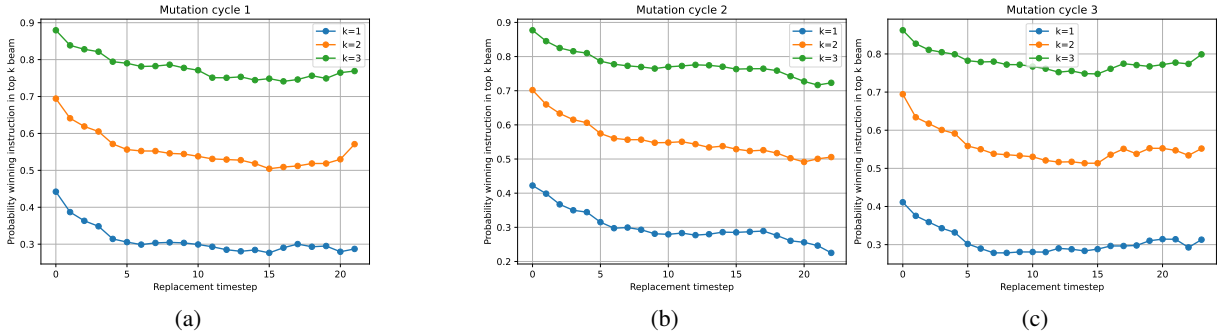 Mutation cycle 1
Probability winning instruction in top k beam
0.9
0.8
0.7
0.6
0.5
0.4
0.3
k=1
k=2
k=3
0 5 10 15 20
Replacement timestep
(a)
Mutation cycle 2
Probability winning instruction in top k beam
0.9
0.8
0.7
0.6
0.5
0.4
0.3
0.2
k=1
k=2
k=3
0 5 10 15 20
Replacement timestep
(b)
Mutation cycle 3
Probability winning instruction in top k beam
0.8
0.7
0.6
0.5
0.4
0.3
k=1
k=2
k=3
0 5 10 15 20
Replacement timestep
(c)